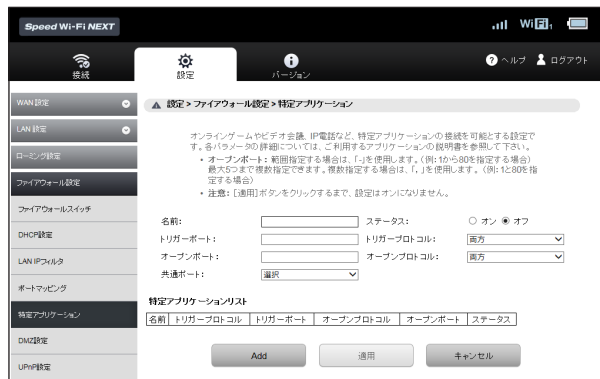 Speed Wi-Fi NEXT
WiFi
接続
設定
バージョン
ヘルプ
ログアウト
WAN設定
LAN設定
ローミング設定
ファイアウォール設定
ファイアウォールスイッチ
DHCP設定
LAN IPフィルタ
ポートマッピング
特定アプリケーション
DMZ設定
UPnP設定
設定 > ファイアウォール設定 > 特定アプリケーション
オンラインゲームやビデオ会議、IP電話など、特定アプリケーションの接続を可能とする設定で
す。各パラメータの詳細については、ご利用するアプリケーションの説明書を参照して下さい。
• オープンポート: 範囲指定する場合は、「-」を使用します。（例: 1から80を指定する場合）
最大5つまで複数指定できます。複数指定する場合は、「, 」を使用します。（例: 1と80を指
定する場合）
• 注意: [適用]ボタンをクリックするまで、設定はオンになりません。
名前:
ステータス:
オン
オフ
トリガーポート:
トリガープロトコル:
両方
オープンポート:
オープンプロトコル:
両方
共通ポート:
選択
特定アプリケーションリスト
名前 トリガープロトコル トリガーポート オープンプロトコル オープンポート ステータス
Add
適用
キャンセル